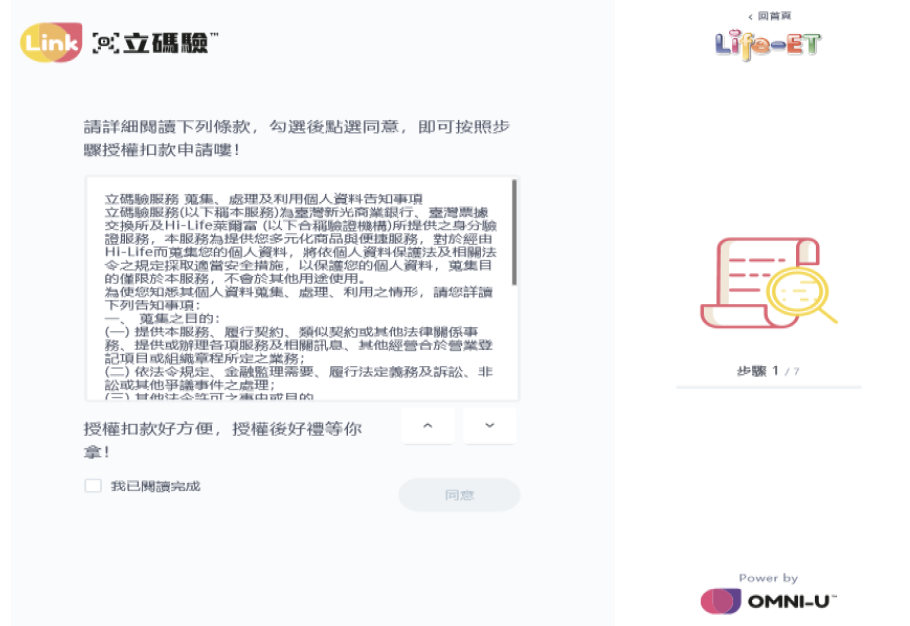 Link 立碼驗™
‹ 回首頁
Life-ET
請詳細閱讀下列條款，勾選後點選同意，即可按照步
驟授權扣款申請嘍!
立碼驗服務 蒐集、處理及利用個人資料告知事項
立碼驗服務(以下稱本服務)為臺灣新光商業銀行、臺灣票據
交換所及Hi-Life萊爾富 (以下合稱驗證機構)所提供之身分驗
證服務，本服務為提供您多元化商品與便捷服務，對於經由
Hi-Life而蒐集您的個人資料，將依個人資料保護法及相關法
令之規定採取適當安全措施，以保護您的個人資料，蒐集目
的僅限於本服務，不會於其他用途使用。
為使您知悉其個人資料蒐集、處理、利用之情形，請您詳讀
下列告知事項：
一、 蒐集之目的：
(一) 提供本服務、履行契約、類似契約或其他法律關係事
務、提供或辦理各項服務及相關訊息、其他經營合於營業登
記項目或組織章程所定之業務;
(二) 依法令規定、金融監理需要、履行法定義務及訴訟、非
訟或其他爭議事件之處理;
(三) 其他法令許可之事由或目的
授權扣款好方便，授權後好禮等你
拿!
我已閱讀完成
同意
步驟 1 / 7
Power by
OMNI-U™